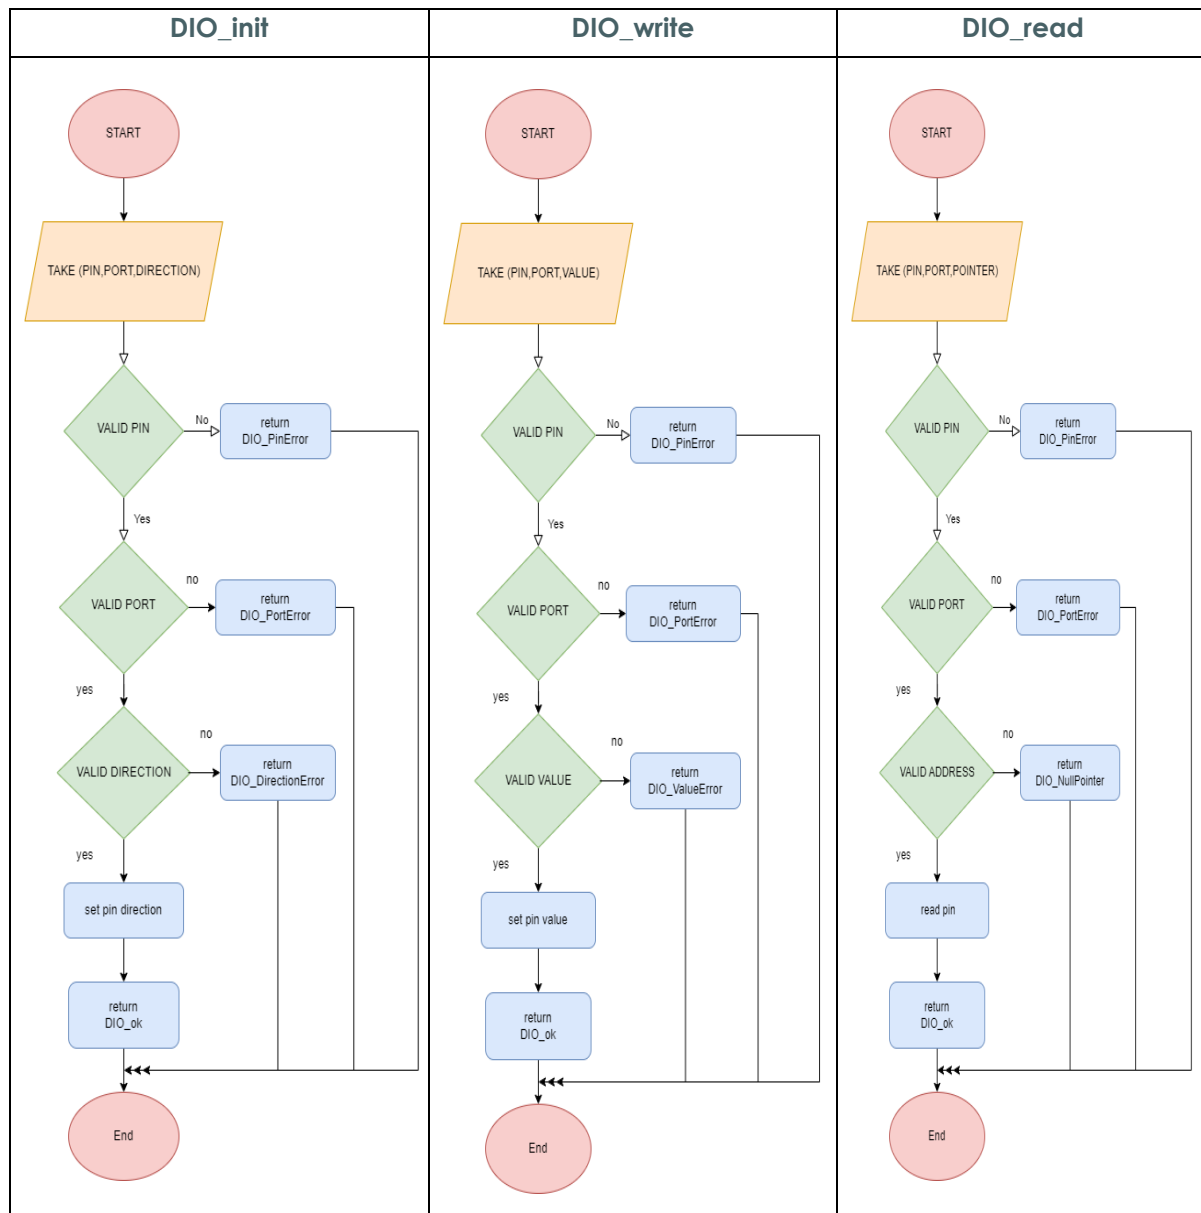 DIO_init
START
TAKE (PIN,PORT,DIRECTION)
VALID PIN
No
return
DIO_PinError
Yes
VALID PORT
no
return
DIO_PortError
yes
VALID DIRECTION
no
return
DIO_DirectionError
yes
set pin direction
return
DIO_ok
End
DIO_write
START
TAKE (PIN,PORT,VALUE)
VALID PIN
No
return
DIO_PinError
Yes
VALID PORT
no
return
DIO_PortError
yes
VALID VALUE
no
return
DIO_ValueError
yes
set pin value
return
DIO_ok
End
DIO_read
START
TAKE (PIN,PORT,POINTER)
VALID PIN
No
return
DIO_PinError
Yes
VALID PORT
no
return
DIO_PortError
yes
VALID ADDRESS
no
return
DIO_NullPointer
yes
read pin
return
DIO_ok
End